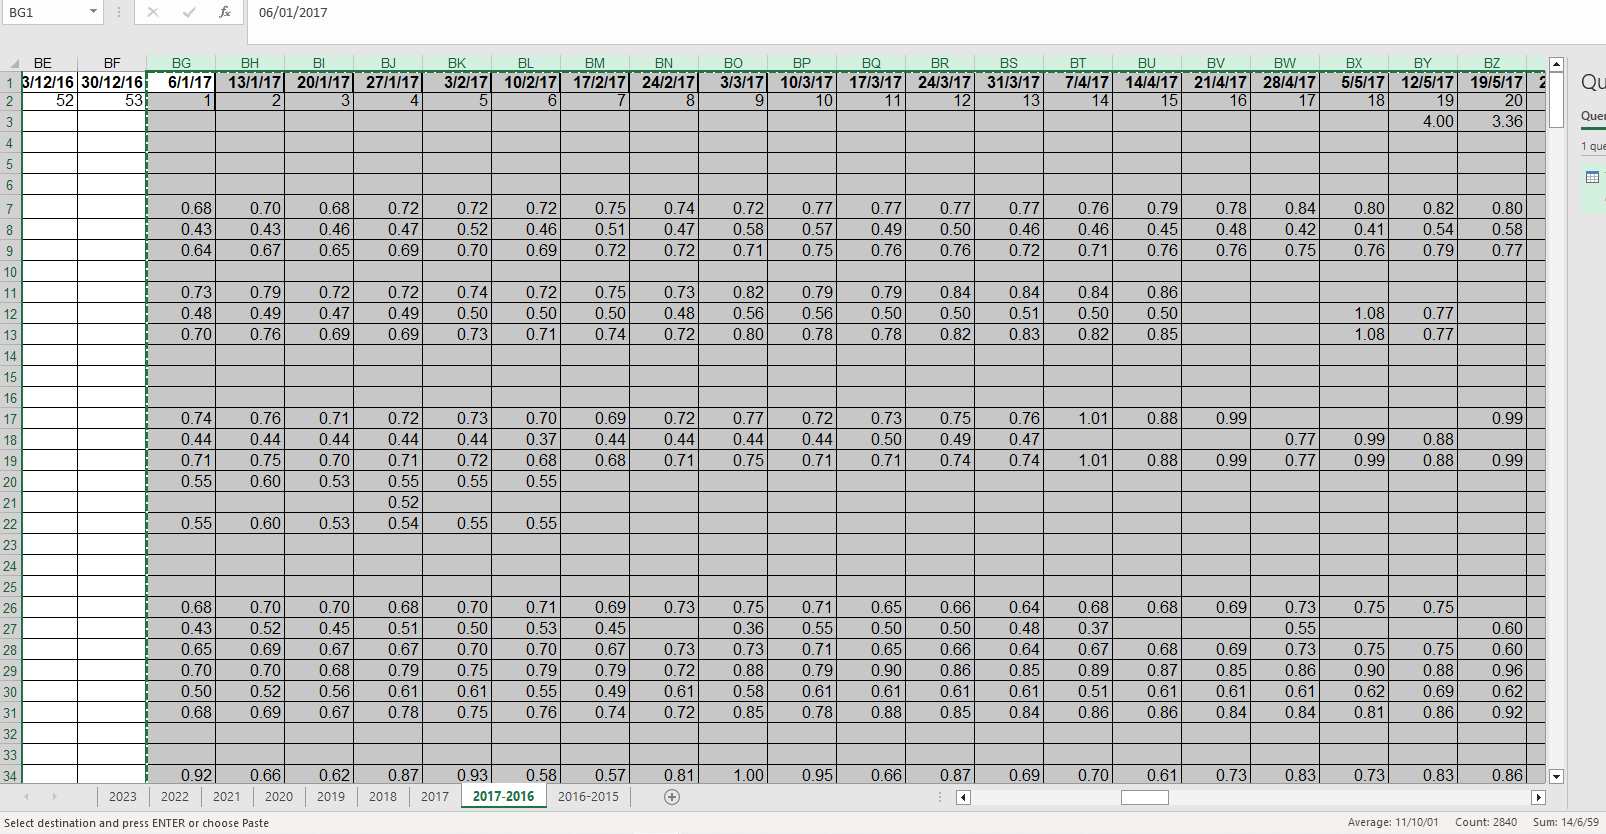 BG1 fx 06/01/2017
BE BF BG BH BI BJ BK BL BM BN BO BP BQ BR BS BT BU BV BW BX BY BZ
1 3/12/16 30/12/16 6/1/17 13/1/17 20/1/17 27/1/17 3/2/17 10/2/17 17/2/17 24/2/17 3/3/17 10/3/17 17/3/17 24/3/17 31/3/17 7/4/17 14/4/17 21/4/17 28/4/17 5/5/17 12/5/17 19/5/17 2
Qu
2 52 53 1 2 3 4 5 6 7 8 9 10 11 12 13 14 15 16 17 18 19 20
Quer
3 4.00 3.36
4
1 que
5
6
7 0.68 0.70 0.68 0.72 0.72 0.72 0.75 0.74 0.72 0.77 0.77 0.77 0.77 0.76 0.79 0.78 0.84 0.80 0.82 0.80
8 0.43 0.43 0.46 0.47 0.52 0.46 0.51 0.47 0.58 0.57 0.49 0.50 0.46 0.46 0.45 0.48 0.42 0.41 0.54 0.58
9 0.64 0.67 0.65 0.69 0.70 0.69 0.72 0.72 0.71 0.75 0.76 0.76 0.72 0.71 0.76 0.76 0.75 0.76 0.79 0.77
10
11 0.73 0.79 0.72 0.72 0.74 0.72 0.75 0.73 0.82 0.79 0.79 0.84 0.84 0.84 0.86
12 0.48 0.49 0.47 0.49 0.50 0.50 0.50 0.48 0.56 0.56 0.50 0.50 0.51 0.50 0.50 1.08 0.77
13 0.70 0.76 0.69 0.69 0.73 0.71 0.74 0.72 0.80 0.78 0.78 0.82 0.83 0.82 0.85 1.08 0.77
14
15
16
17 0.74 0.76 0.71 0.72 0.73 0.70 0.69 0.72 0.77 0.72 0.73 0.75 0.76 1.01 0.88 0.99 0.99
18 0.44 0.44 0.44 0.44 0.44 0.37 0.44 0.44 0.44 0.44 0.50 0.49 0.47 0.77 0.99 0.88
19 0.71 0.75 0.70 0.71 0.72 0.68 0.68 0.71 0.75 0.71 0.71 0.74 0.74 1.01 0.88 0.99 0.77 0.99 0.88 0.99
20 0.55 0.60 0.53 0.55 0.55 0.55
21 0.52
22 0.55 0.60 0.53 0.54 0.55 0.55
23
24
25
26 0.68 0.70 0.70 0.68 0.70 0.71 0.69 0.73 0.75 0.71 0.65 0.66 0.64 0.68 0.68 0.69 0.73 0.75 0.75
27 0.43 0.52 0.45 0.51 0.50 0.53 0.45 0.36 0.55 0.50 0.50 0.48 0.37 0.55 0.60
28 0.65 0.69 0.67 0.67 0.70 0.70 0.67 0.73 0.73 0.71 0.65 0.66 0.64 0.67 0.68 0.69 0.73 0.75 0.75 0.60
29 0.70 0.70 0.68 0.79 0.75 0.79 0.79 0.72 0.88 0.79 0.90 0.86 0.85 0.89 0.87 0.85 0.86 0.90 0.88 0.96
30 0.50 0.52 0.56 0.61 0.61 0.55 0.49 0.61 0.58 0.61 0.61 0.61 0.61 0.51 0.61 0.61 0.61 0.62 0.69 0.62
31 0.68 0.69 0.67 0.78 0.75 0.76 0.74 0.72 0.85 0.78 0.88 0.85 0.84 0.86 0.86 0.84 0.84 0.81 0.86 0.92
32
33
34 0.92 0.66 0.62 0.87 0.93 0.58 0.57 0.81 1.00 0.95 0.66 0.87 0.69 0.70 0.61 0.73 0.83 0.73 0.83 0.86
2023 2022 2021 2020 2019 2018 2017 2017-2016 2016-2015
Select destination and press ENTER or choose Paste Average: 11/10/01 Count: 2840 Sum: 14/6/59